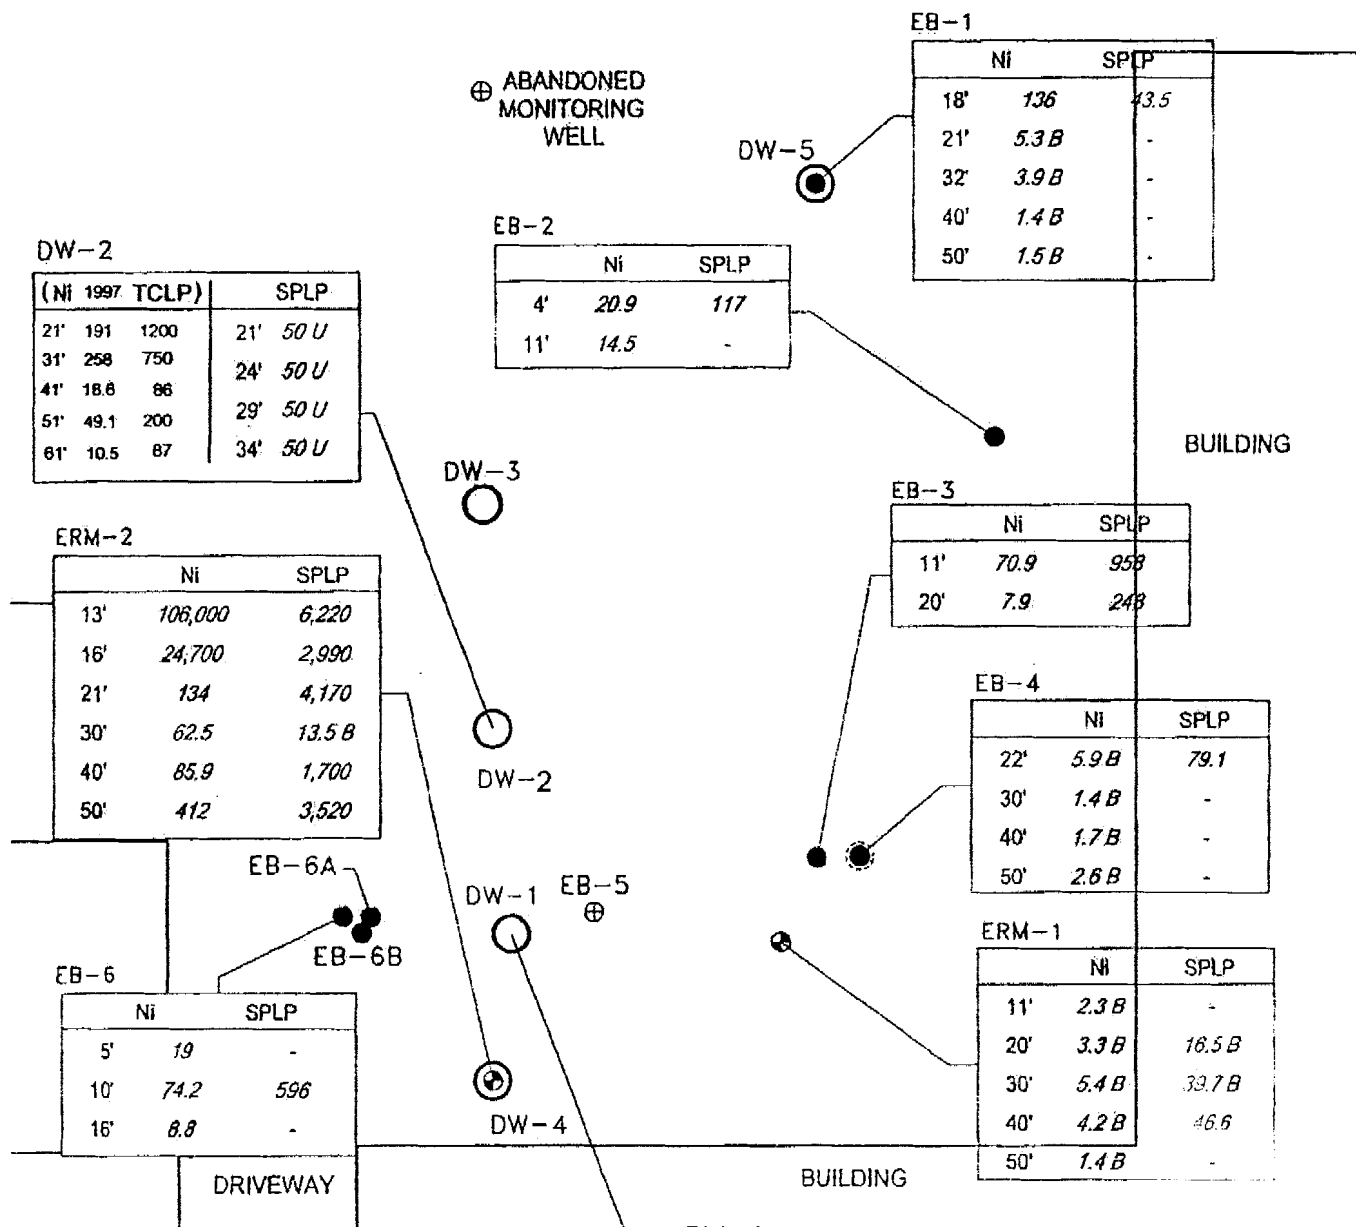 EB-1
Ni SPLP
18' 136 43.5
21' 5.3 B -
32' 3.9 B -
40' 1.4 B -
50' 1.5 B -
ABANDONED
MONITORING
WELL
DW-5
EB-2
Ni SPLP
4' 20.9 117
11' 14.5 -
DW-2
(Ni 1997 TCLP) SPLP
21' 191 1200 21' 50 U
31' 258 750 24' 50 U
41' 18.8 86 29' 50 U
51' 49.1 200 34' 50 U
61' 10.5 87
BUILDING
DW-3
EB-3
Ni SPLP
11' 70.9 958
20' 7.9 248
ERM-2
Ni SPLP
13' 106,000 6,220
16' 24,700 2,990
21' 134 4,170
30' 62.5 13.5 B
40' 85.9 1,700
50' 412 3,520
DW-2
EB-4
Ni SPLP
22' 5.9 B 79.1
30' 1.4 B -
40' 1.7 B -
50' 2.6 B -
EB-6A
EB-6B
DW-1
EB-5
ERM-1
Ni SPLP
11' 2.3 B -
20' 3.3 B 16.5 B
30' 5.4 B 39.7 B
40' 4.2 B 46.6
50' 1.4 B -
EB-6
Ni SPLP
5' 19 -
10' 74.2 596
16' 8.8 -
DW-4
DRIVEWAY
BUILDING